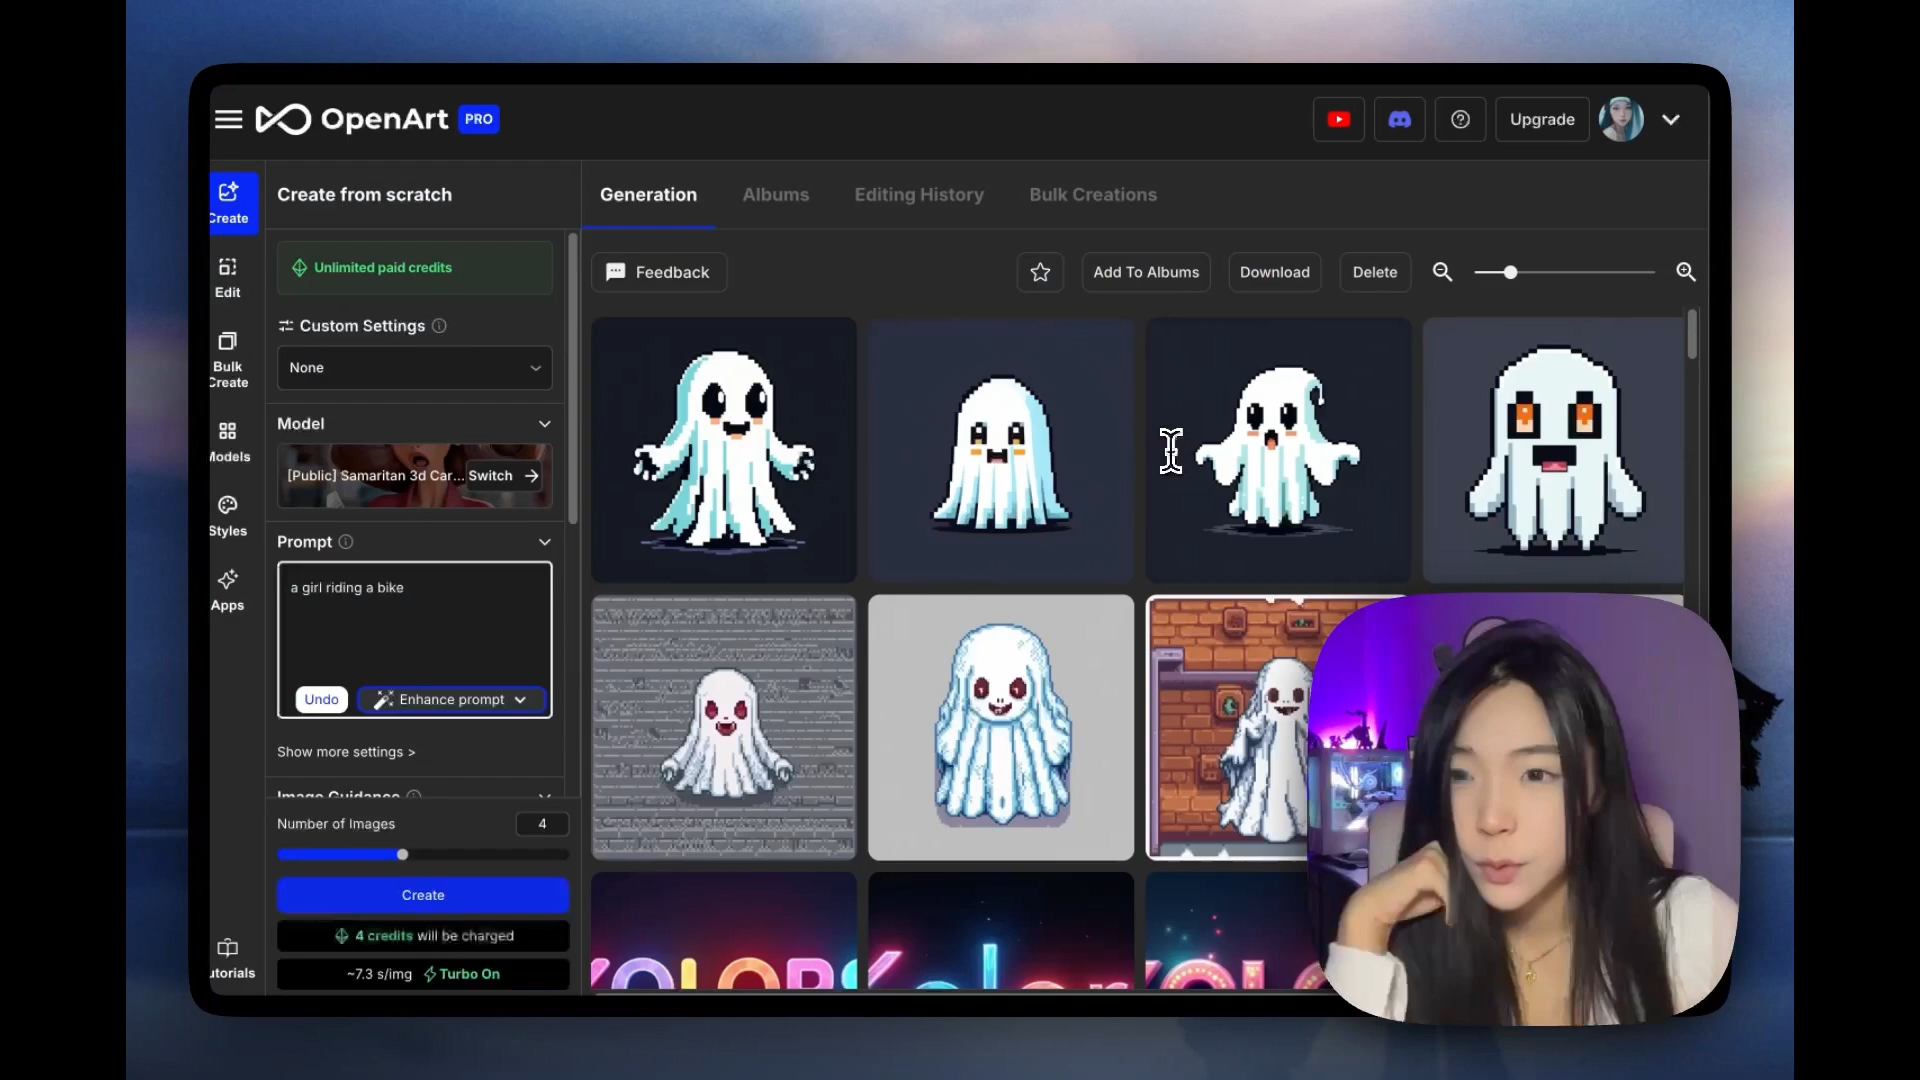 OpenArt PRO
Upgrade
Create
Edit
Bulk
Create
Models
Styles
Apps
utorials
Create from scratch
Unlimited paid credits
Custom Settings
None
Model
[Public] Samaritan 3d Car... Switch
Prompt
a girl riding a bike
Undo
Enhance prompt
Show more settings >
Image Guidance
Number of Images
4
Create
4 credits will be charged
~7.3 s/img Turbo On
Generation
Albums
Editing History
Bulk Creations
Feedback
Add To Albums
Download
Delete